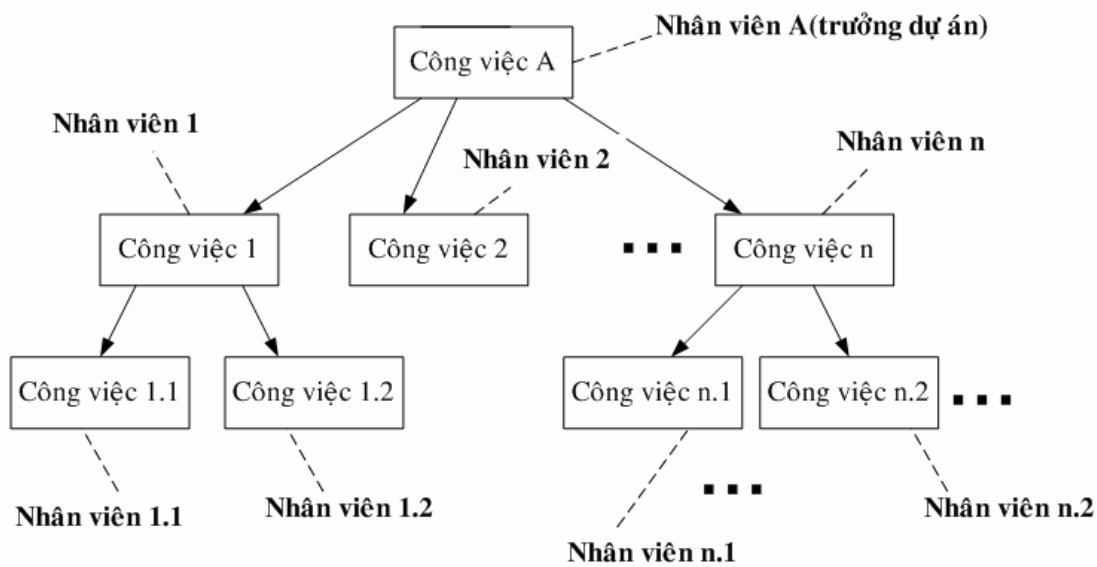 Nhân viên A(trưởng dự án)
Công việc A
Nhân viên 1
Nhân viên 2
Nhân viên n
Công việc 1
Công việc 2
Công việc n
Công việc 1.1
Công việc 1.2
Công việc n.1
Công việc n.2
Nhân viên 1.1
Nhân viên 1.2
Nhân viên n.2
Nhân viên n.1